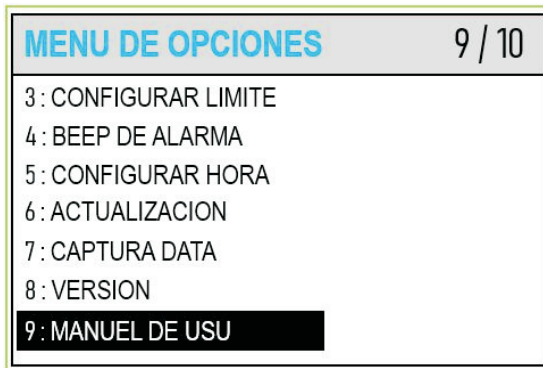 MENU DE OPCIONES 9 / 10
3 : CONFIGURAR LIMITE
4 : BEEP DE ALARMA
5 : CONFIGURAR HORA
6 : ACTUALIZACION
7 : CAPTURA DATA
8 : VERSION
9 : MANUEL DE USU